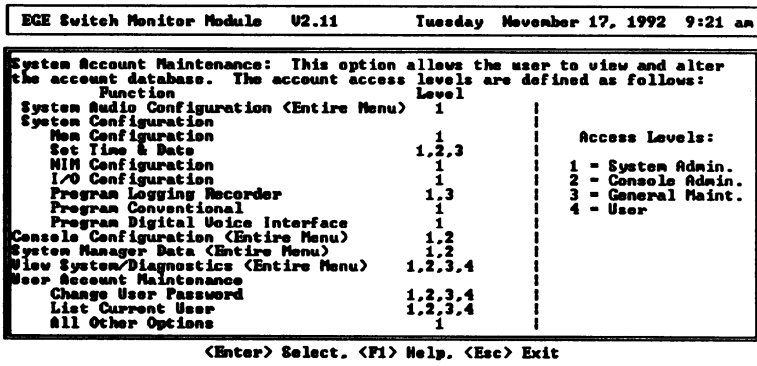 EGE Switch Monitor Module V2.11 Tuesday November 17, 1992 9:21 am
System Account Maintenance: This option allows the user to view and alter
the account database. The account access levels are defined as follows:
Function Level
System Audio Configuration <Entire Menu> 1
System Configuration
Mom Configuration 1 Access Levels:
Set Time & Date 1,2,3
NIM Configuration 1 1 = System Admin.
I/O Configuration 1 2 = Console Admin.
Program Logging Recorder 1,3 3 = General Maint.
Program Conventional 1 4 = User
Program Digital Voice Interface 1
Console Configuration <Entire Menu> 1,2
System Manager Data <Entire Menu> 1,2
View System/Diagnostics <Entire Menu> 1,2,3,4
User Account Maintenance
Change User Password 1,2,3,4
List Current User 1,2,3,4
All Other Options 1
<Enter> Select, <F1> Help, <Esc> Exit